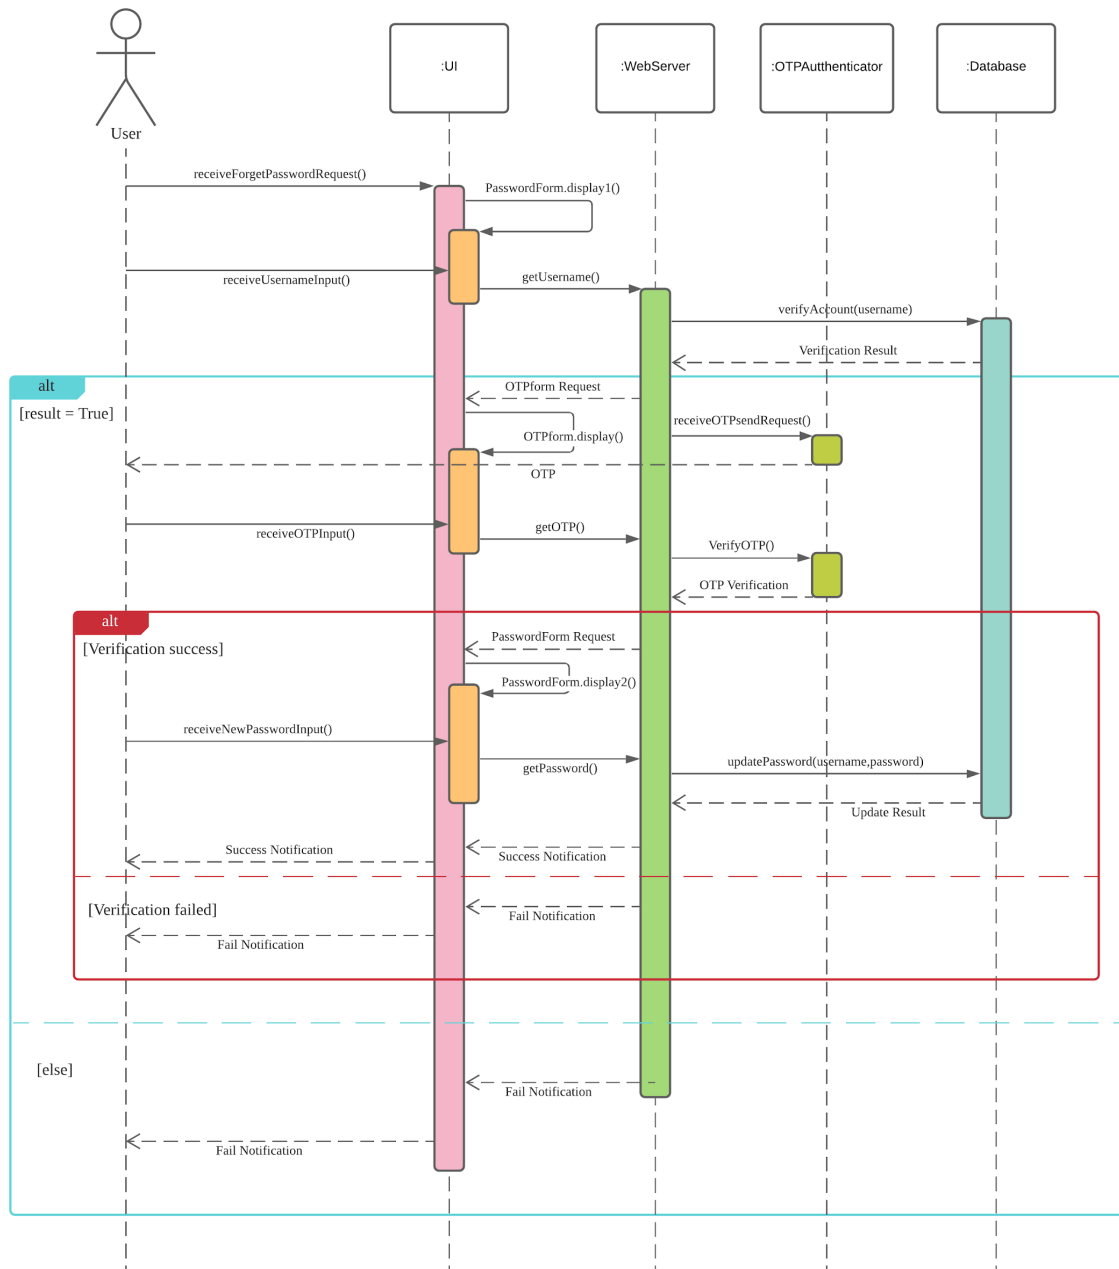 :UI
:WebServer
:OTPAutthenticator
:Database
User
receiveForgetPasswordRequest()
PasswordForm.display1()
receiveUsernameInput()
getUsername()
verifyAccount(username)
Verification Result
alt
[result = True]
OTPform Request
receiveOTPsendRequest()
OTPform.display()
OTP
receiveOTPInput()
getOTP()
VerifyOTP()
OTP Verification
alt
[Verification success]
PasswordForm Request
PasswordForm.display2()
receiveNewPasswordInput()
getPassword()
updatePassword(username,password)
Update Result
Success Notification
Success Notification
[Verification failed]
Fail Notification
Fail Notification
[else]
Fail Notification
Fail Notification